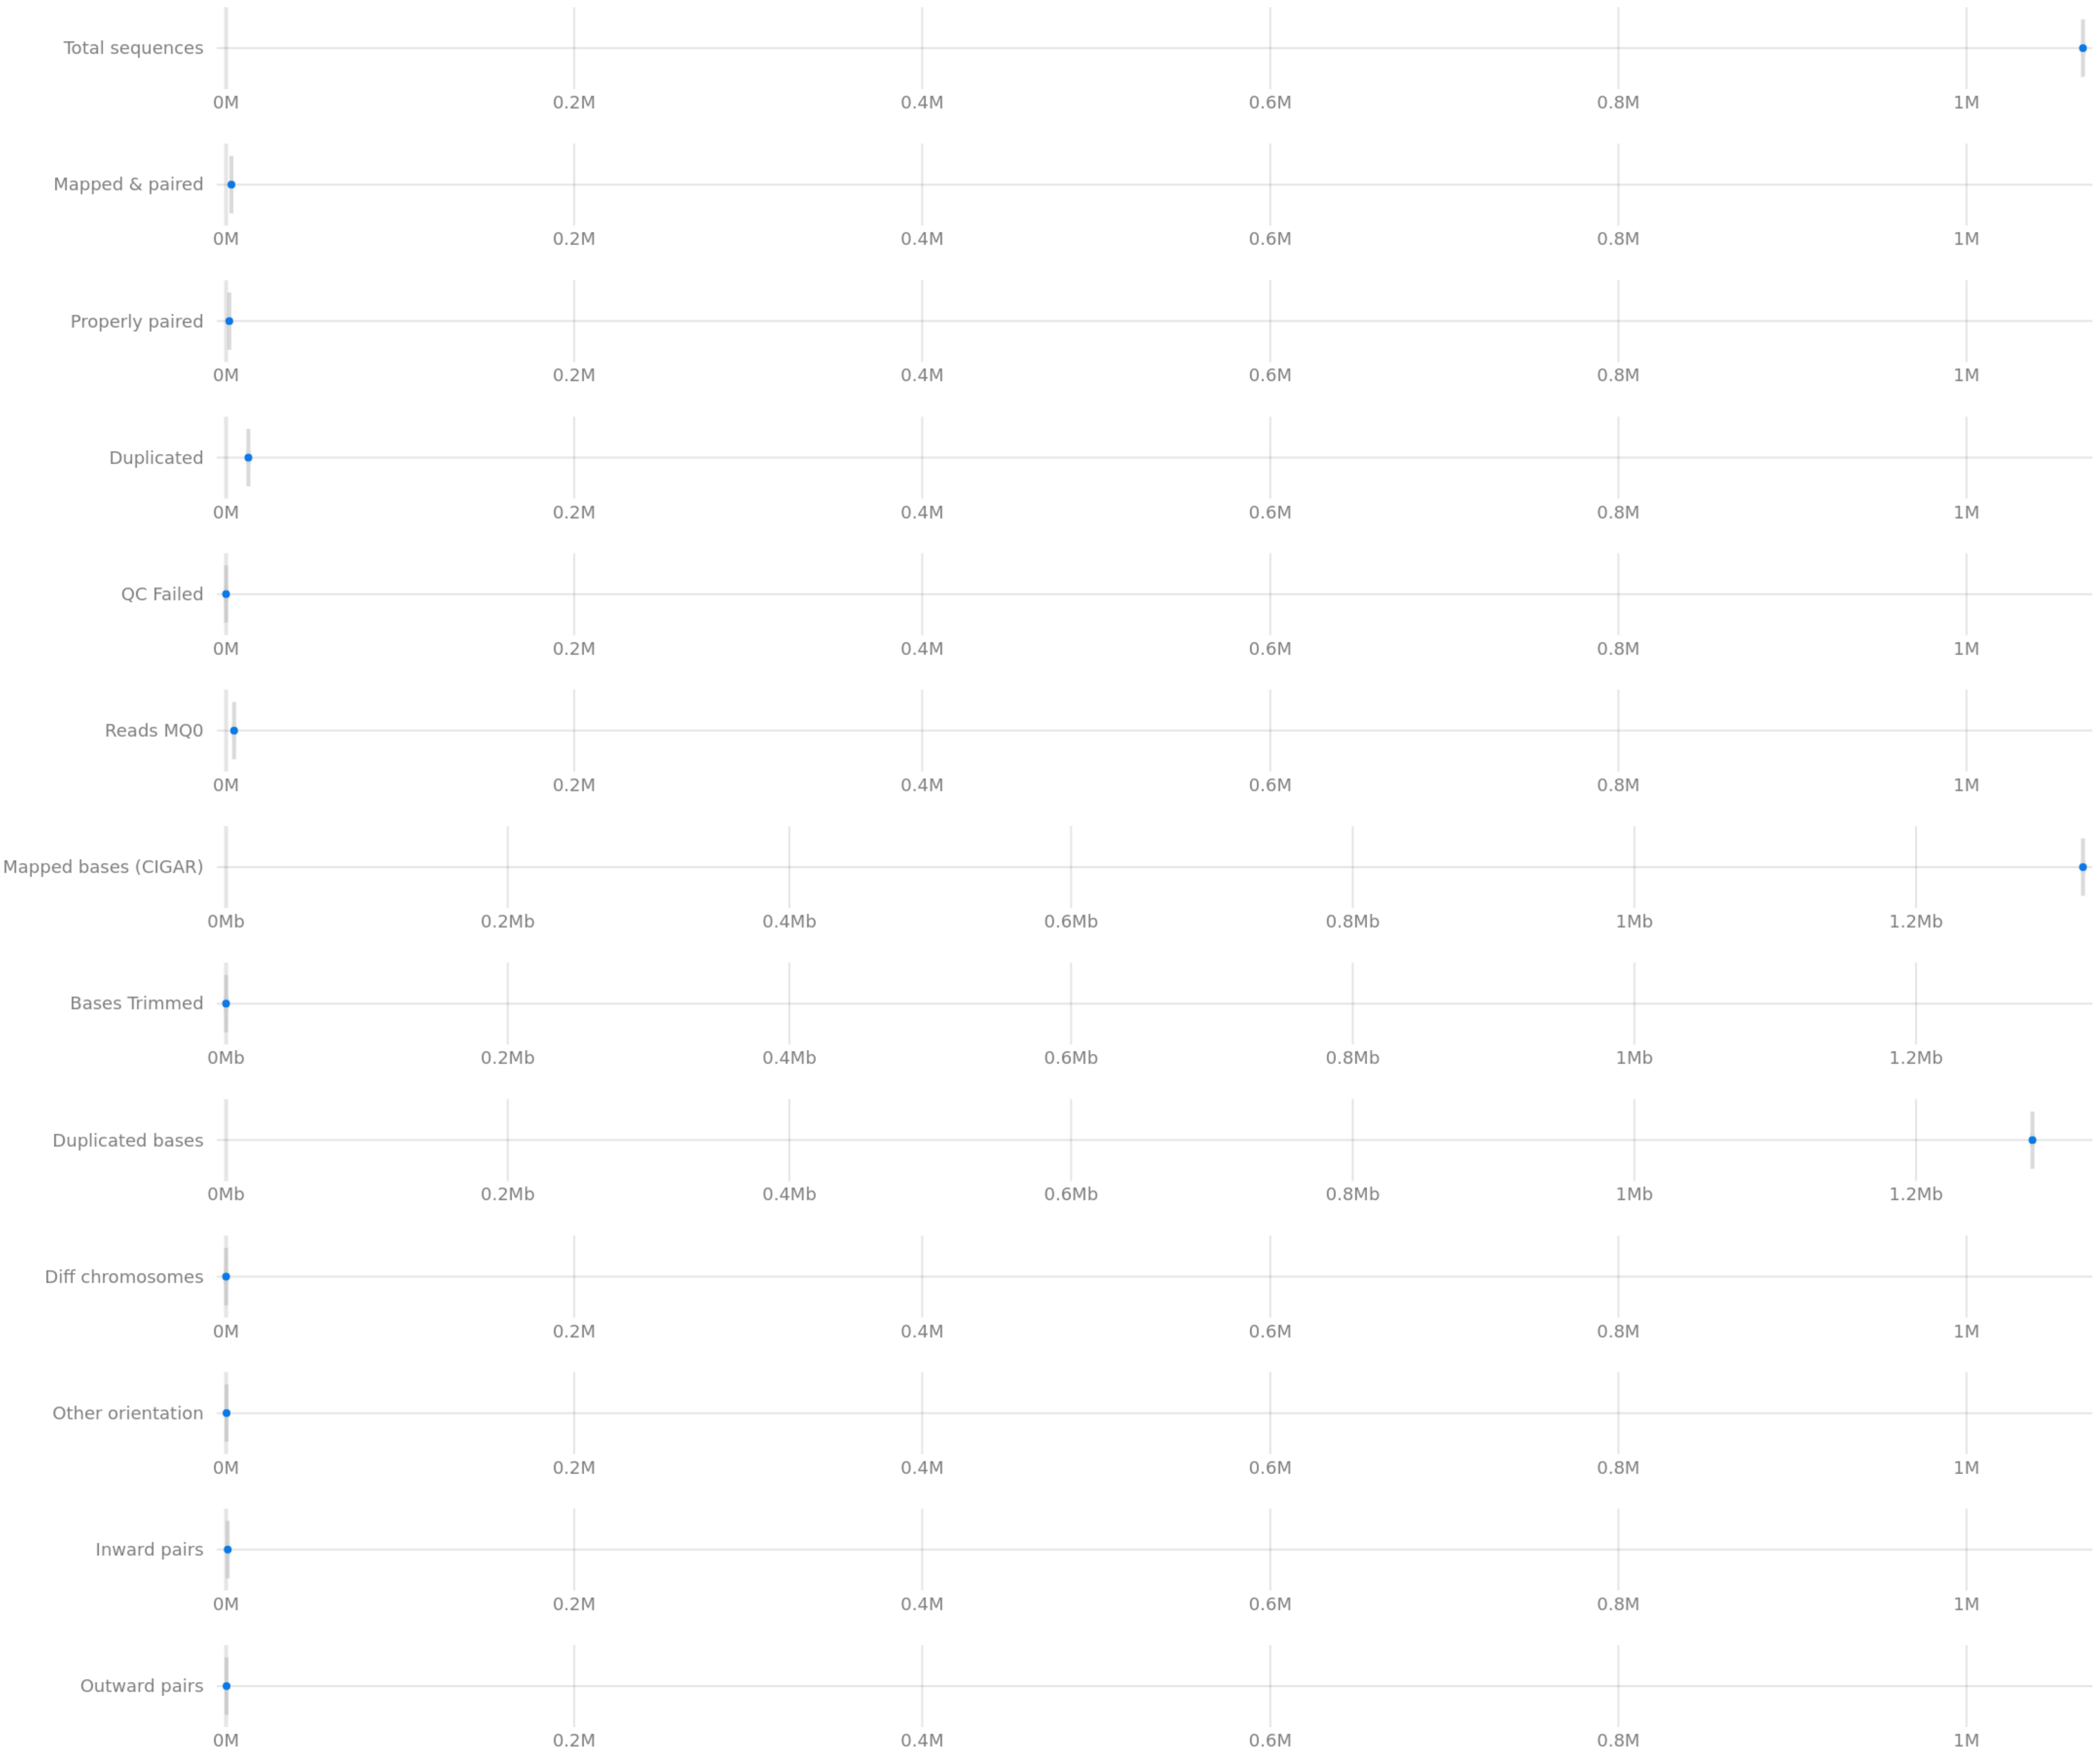 Total sequences
0M 0.2M 0.4M 0.6M 0.8M 1M
Mapped & paired
0M 0.2M 0.4M 0.6M 0.8M 1M
Properly paired
0M 0.2M 0.4M 0.6M 0.8M 1M
Duplicated
0M 0.2M 0.4M 0.6M 0.8M 1M
QC Failed
0M 0.2M 0.4M 0.6M 0.8M 1M
Reads MQ0
0M 0.2M 0.4M 0.6M 0.8M 1M
Mapped bases (CIGAR)
0Mb 0.2Mb 0.4Mb 0.6Mb 0.8Mb 1Mb 1.2Mb
Bases Trimmed
0Mb 0.2Mb 0.4Mb 0.6Mb 0.8Mb 1Mb 1.2Mb
Duplicated bases
0Mb 0.2Mb 0.4Mb 0.6Mb 0.8Mb 1Mb 1.2Mb
Diff chromosomes
0M 0.2M 0.4M 0.6M 0.8M 1M
Other orientation
0M 0.2M 0.4M 0.6M 0.8M 1M
Inward pairs
0M 0.2M 0.4M 0.6M 0.8M 1M
Outward pairs
0M 0.2M 0.4M 0.6M 0.8M 1M